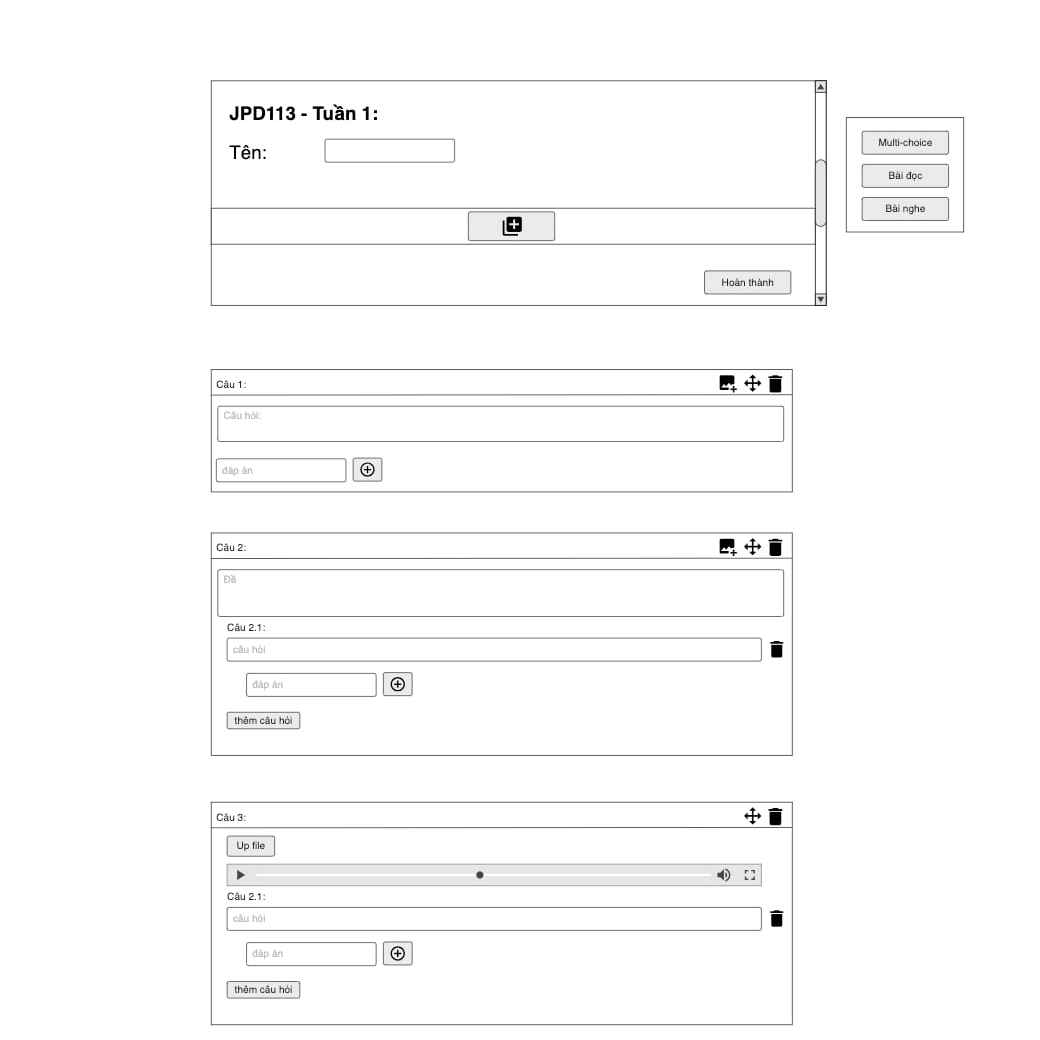 JPD113 - Tuần 1:
Tên:
Multi-choice
Bài đọc
Bài nghe
Hoàn thành
Câu 1:
Câu hỏi:
đáp án
Câu 2:
Đề
Câu 2.1:
câu hỏi
đáp án
thêm câu hỏi
Câu 3:
Up file
Câu 2.1:
câu hỏi
đáp án
thêm câu hỏi